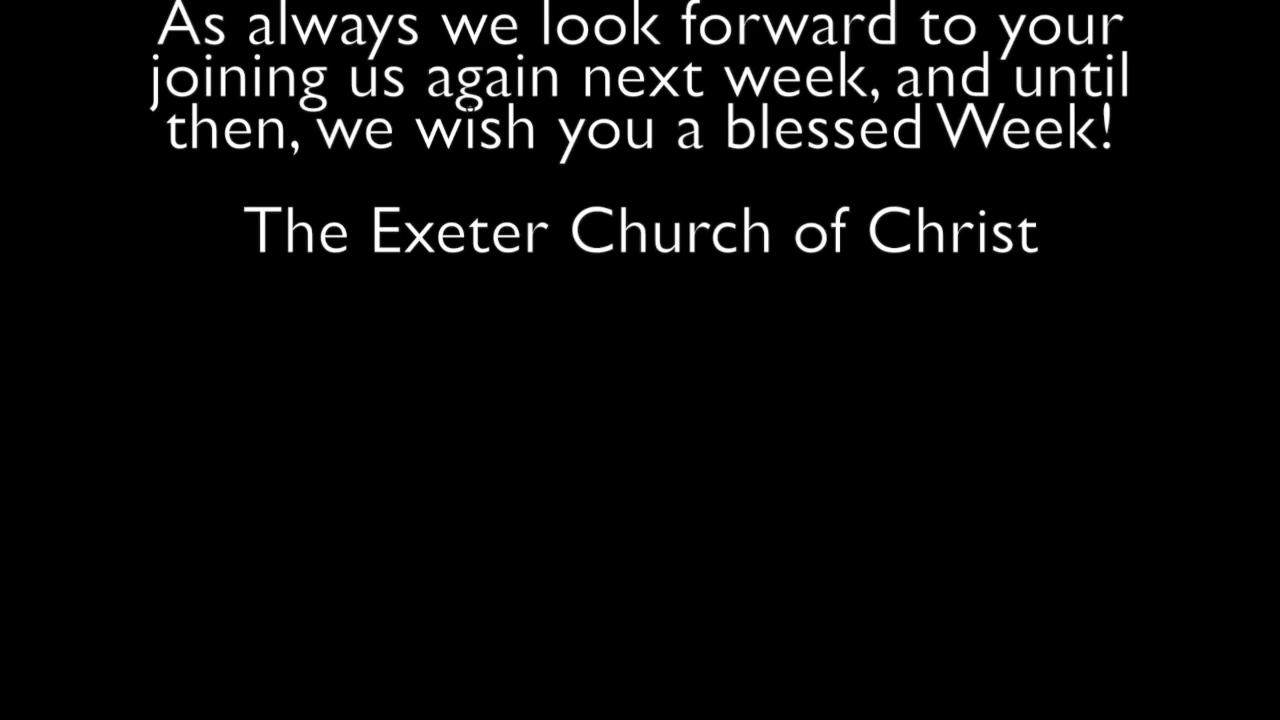 As always we look forward to your
joining us again next week, and until
then, we wish you a blessed Week!
The Exeter Church of Christ